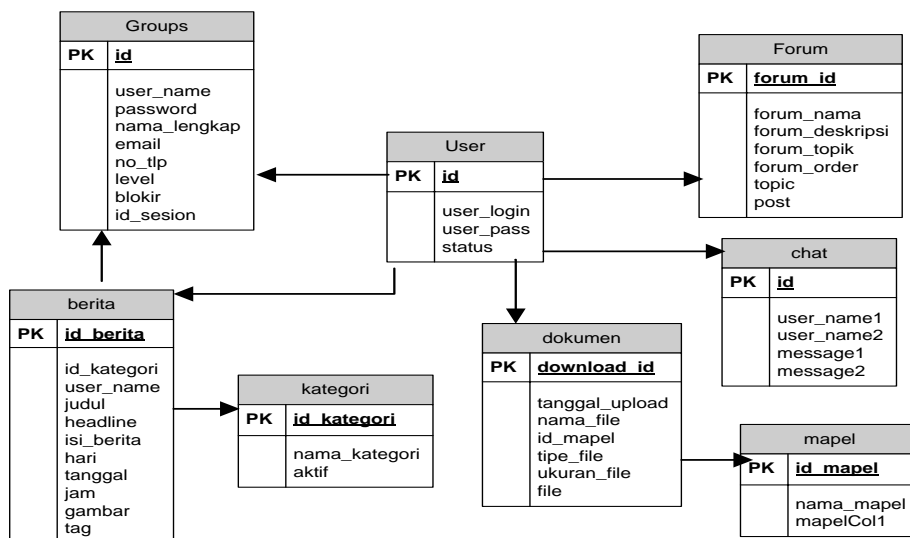 Groups
PK id
user_name
password
nama_lengkap
email
no_tlp
level
blokir
id_sesion
Forum
PK forum_id
forum_nama
forum_deskripsi
forum_topik
forum_order
topic
post
User
PK id
user_login
user_pass
status
chat
PK id
user_name1
user_name2
message1
message2
berita
PK id_berita
id_kategori
user_name
judul
headline
isi_berita
hari
tanggal
jam
gambar
tag
kategori
PK id_kategori
nama_kategori
aktif
dokumen
PK download_id
tanggal_upload
nama_file
id_mapel
tipe_file
ukuran_file
file
mapel
PK id_mapel
nama_mapel
mapelCol1